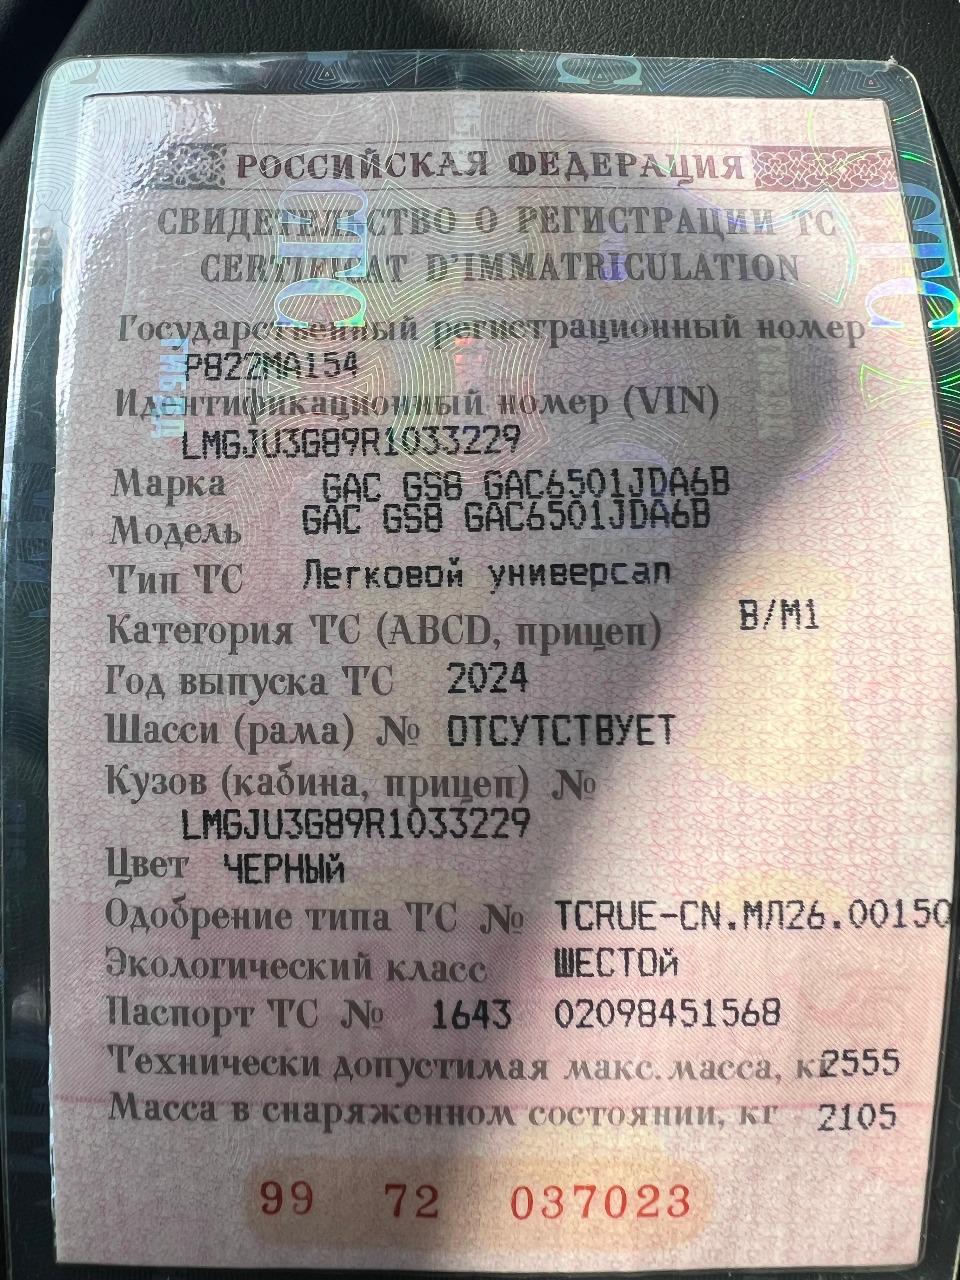 РОССИЙСКАЯ ФЕДЕРАЦИЯ
СВИДЕТЕЛЬСТВО О РЕГИСТРАЦИИ ТС
CERTIFICAT D'IMMATRICULATION
Государственный регистрационный номер
Р822МА154
Идентификационный номер (VIN)
LMGJU3G89R1033229
Марка GAC GS8 GAC6501JDA6B
Модель GAC GS8 GAC6501JDA6B
Тип ТС Легковой универсал
Категория ТС (ABCD, прицеп) B/M1
Год выпуска ТС 2024
Шасси (рама) № ОТСУТСТВУЕТ
Кузов (кабина, прицеп) №
LMGJU3G89R1033229
Цвет ЧЕРНЫЙ
Одобрение типа ТС № ТСRUЕ-CN.МЛ26.00150
Экологический класс ШЕСТОЙ
Паспорт ТС № 1643 02098451568
Технически допустимая макс. масса, кг 2555
Масса в снаряженном состоянии, кг 2105
99 72 037023